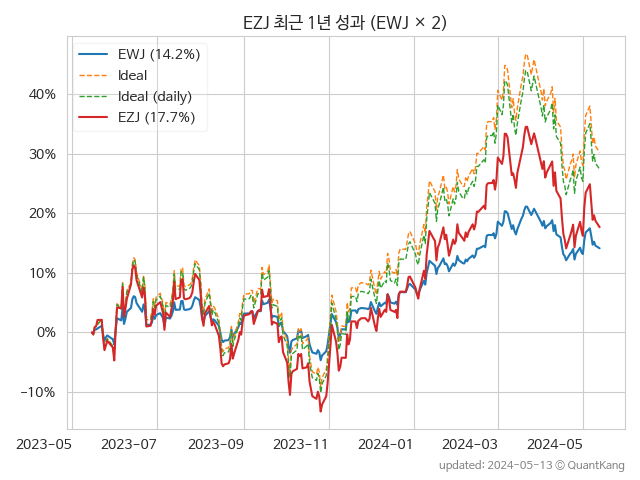 EZJ 최근 1년 성과 (EWJ × 2)
EWJ (14.2%)
Ideal
Ideal (daily)
EZJ (17.7%)
40%
30%
20%
10%
0%
−10%
2023-05 2023-07 2023-09 2023-11 2024-01 2024-03 2024-05
updated: 2024-05-13 © QuantKang